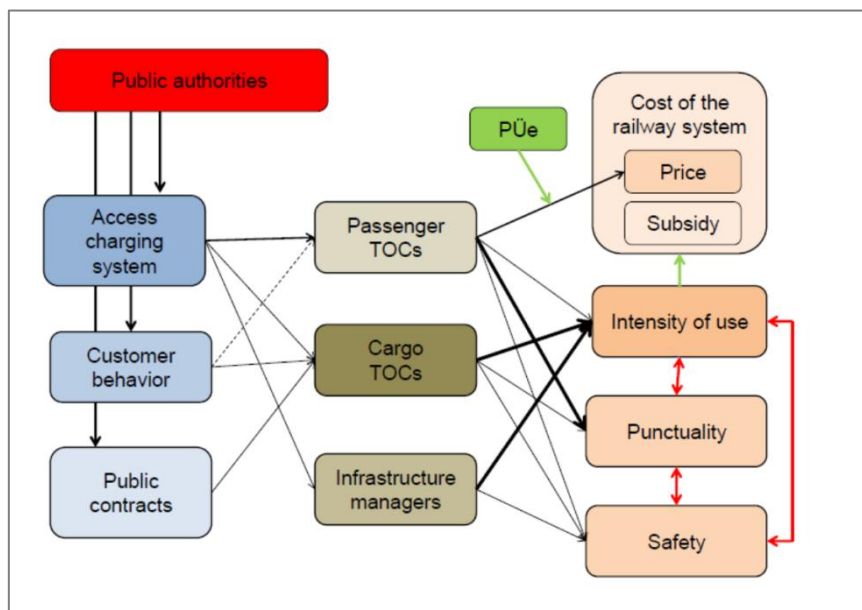 Public authorities
PÜe
Cost of the
railway system
Price
Subsidy
Access
charging
system
Passenger
TOCs
Intensity of use
Customer
behavior
Cargo
TOCs
Punctuality
Public
contracts
Infrastructure
managers
Safety